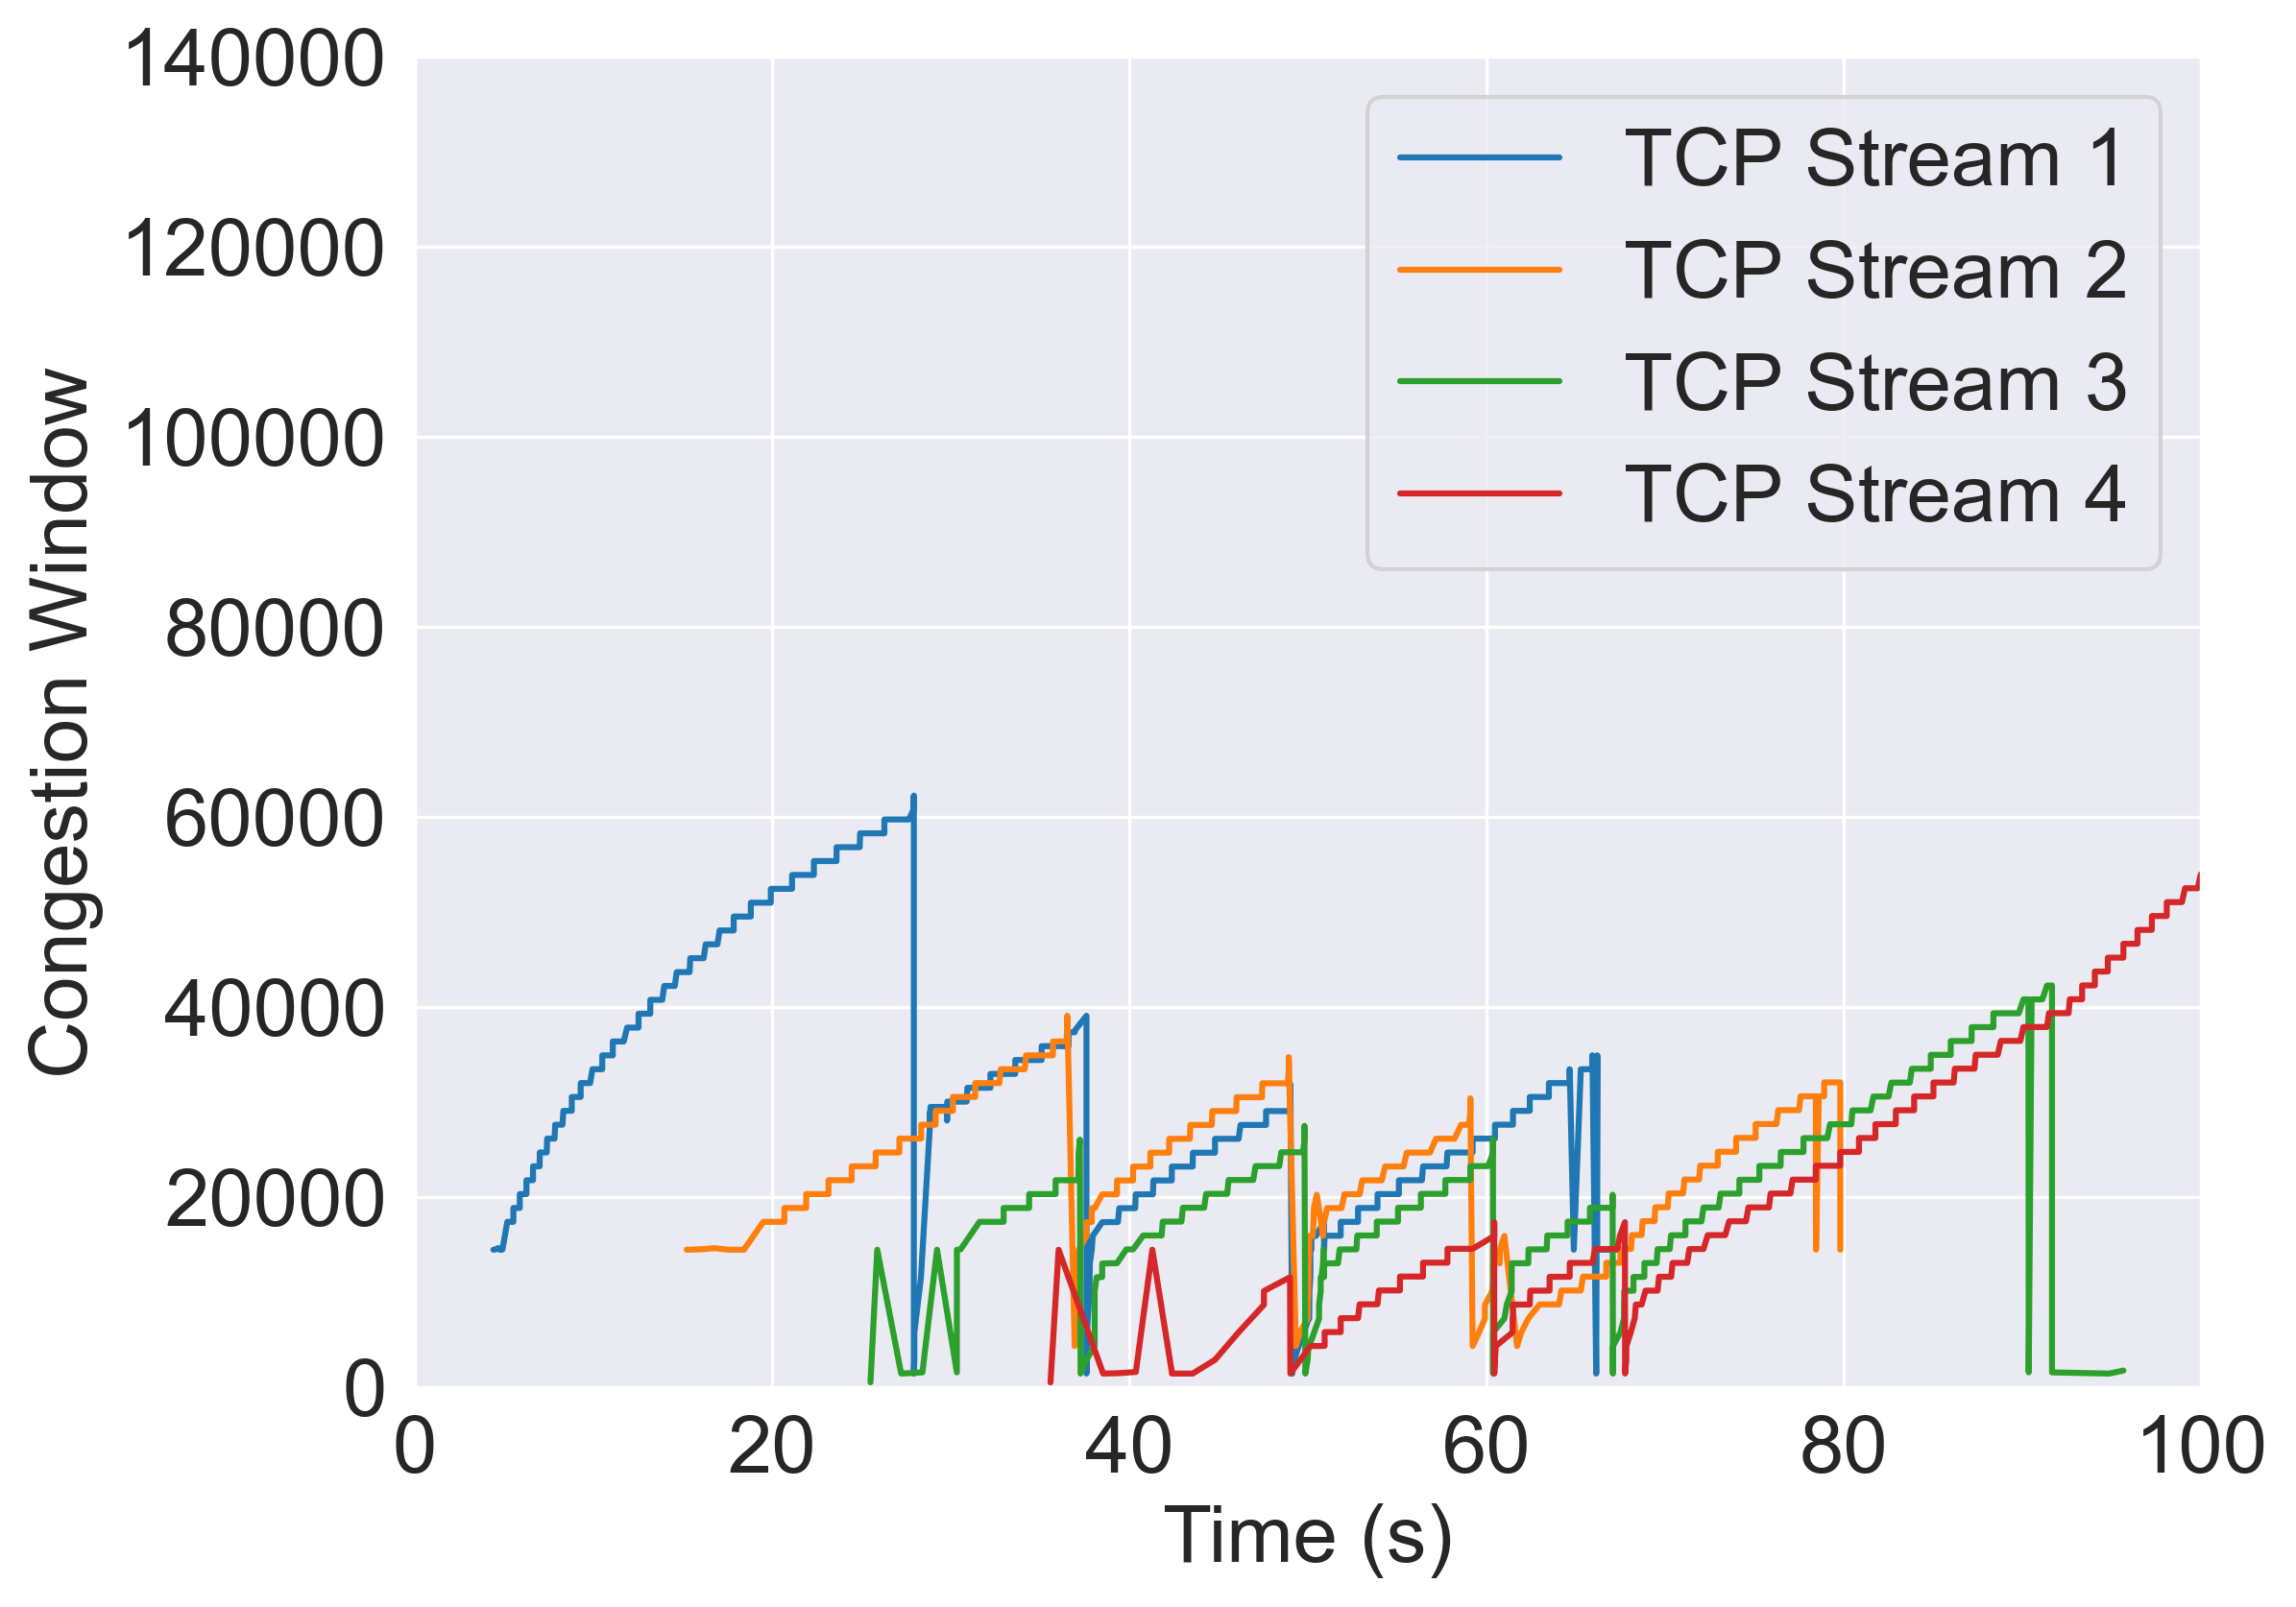 140000
120000
100000
80000
60000
40000
20000
0
Congestion Window
0 20 40 60 80 100
Time (s)
TCP Stream 1
TCP Stream 2
TCP Stream 3
TCP Stream 4